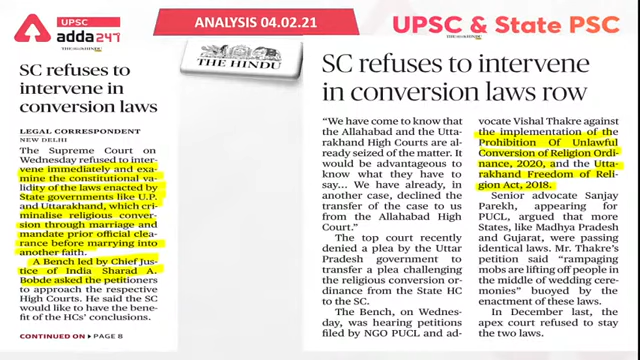 UPSC
adda247
THE HINDU
ANALYSIS 04.02.21
UPSC & State PSC
THE HINDU
THE HINDU
SC refuses to
intervene in
conversion laws
LEGAL CORRESPONDENT
NEW DELHI
The Supreme Court on
Wednesday refused to inter-
vene immediately and exa-
mine the constitutional va-
lidity of the laws enacted by
State governments like U.P.
and Uttarakhand, which cri-
minalise religious conver-
sion through marriage and
mandate prior official clea-
rance before marrying into
another faith.
A Bench led by Chief Jus-
tice of India Sharad A.
Bobde asked the petitioners
to approach the respective
High Courts. He said the SC
would like to have the bene-
fit of the HCs' conclusions.
CONTINUED ON ▸ PAGE 8
SC refuses to intervene
in conversion laws row
“We have come to know that
the Allahabad and the Utta-
rakhand High Courts are al-
ready seized of the matter. It
would be advantageous to
know what they have to
say... We have already, in
another case, declined the
transfer of the case to us
from the Allahabad High
Court.”
The top court recently
denied a plea by the Uttar
Pradesh government to
transfer a plea challenging
the religious conversion or-
dinance from the State HC
to the SC.
The Bench, on Wednes-
day, was hearing petitions
filed by NGO PUCL and ad-
vocate Vishal Thakre against
the implementation of the
Prohibition Of Unlawful
Conversion of Religion Ordi-
nance, 2020, and the Utta-
rakhand Freedom of Reli-
gion Act, 2018.
Senior advocate Sanjay
Parekh, appearing for
PUCL, argued that more
States, like Madhya Pradesh
and Gujarat, were passing
identical laws. Mr. Thakre's
petition said “rampaging
mobs are lifting off people in
the middle of wedding cere-
monies” buoyed by the
enactment of these laws.
In December last, the
apex court refused to stay
the two laws.